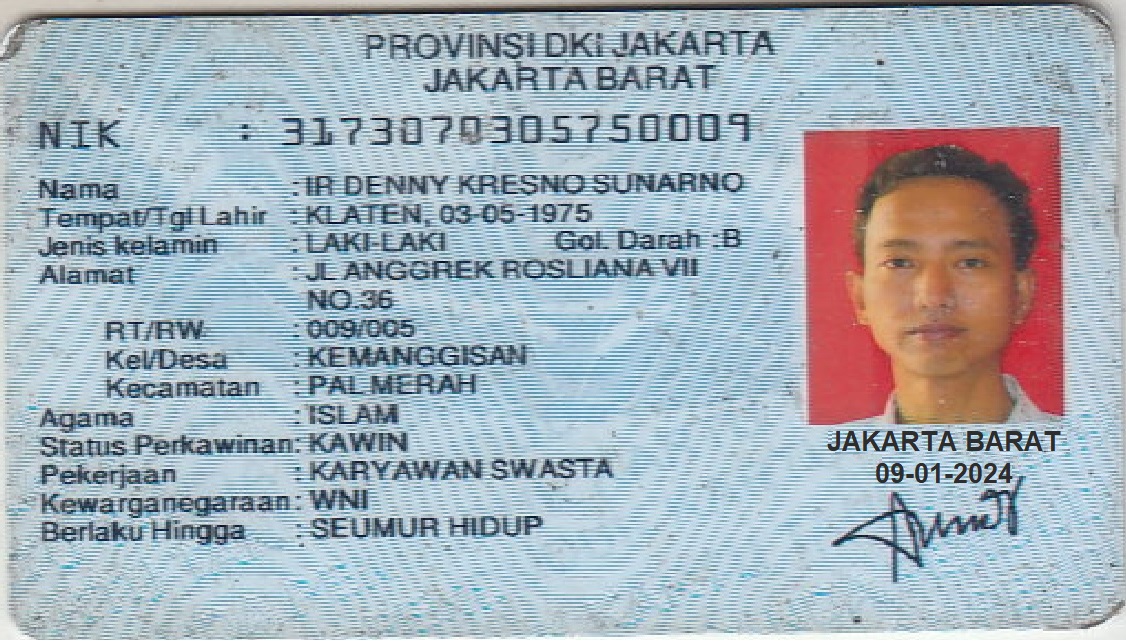 PROVINSI DKI JAKARTA
JAKARTA BARAT
NIK : 3173070305750009
Nama : IR DENNY KRESNO SUNARNO
Tempat/Tgl Lahir : KLATEN, 03-05-1975
Jenis kelamin : LAKI-LAKI Gol. Darah : B
Alamat : JL ANGGREK ROSLIANA VII
NO.36
RT/RW : 009/005
Kel/Desa : KEMANGGISAN
Kecamatan : PAL MERAH
Agama : ISLAM
Status Perkawinan: KAWIN
Pekerjaan : KARYAWAN SWASTA
Kewarganegaraan: WNI
Berlaku Hingga : SEUMUR HIDUP
JAKARTA BARAT
09-01-2024